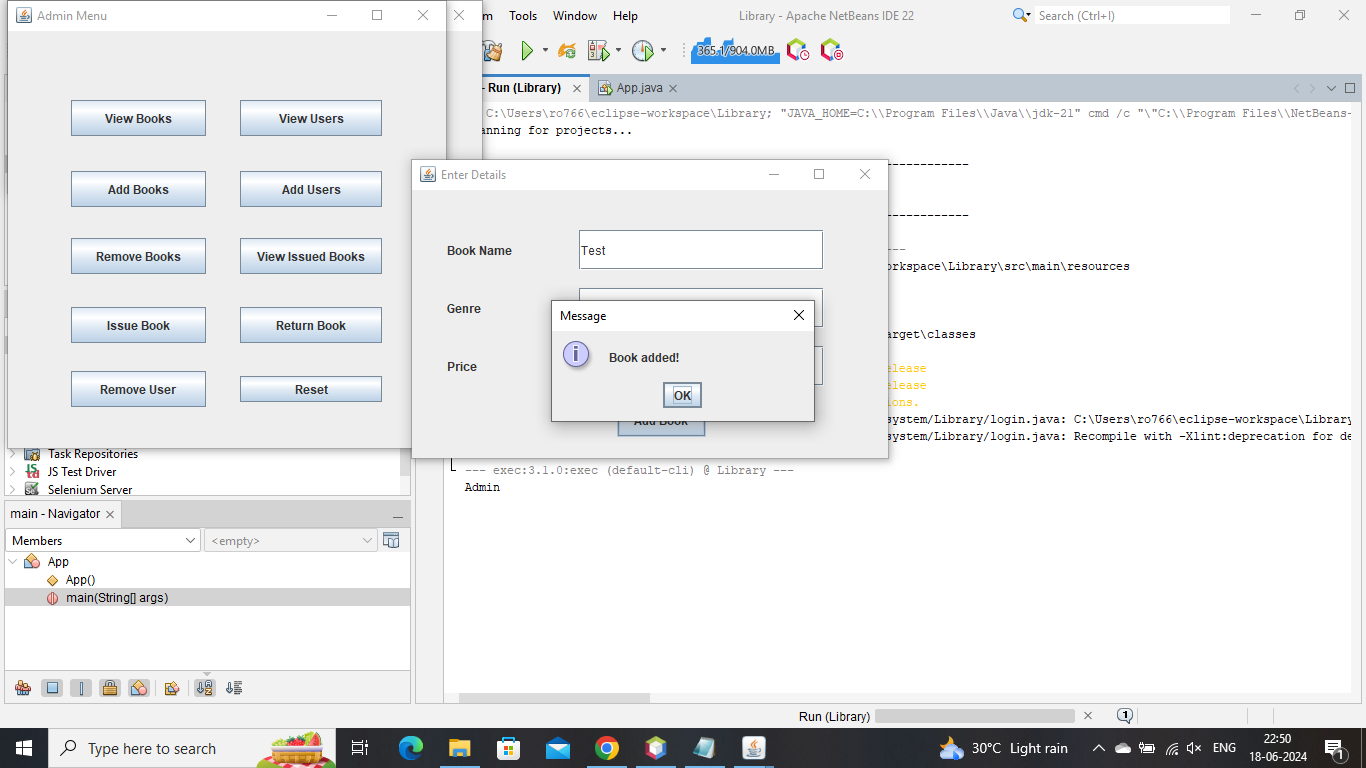 Admin Menu
m Tools Window Help
Library - Apache NetBeans IDE 22
Search (Ctrl+I)
365.1/904.0MB
- Run (Library)
App.java
C:\Users\ro766\eclipse-workspace\Library; "JAVA_HOME=C:\\Program Files\\Java\\jdk-21" cmd /c "\"C:\\Program Files\\NetBeans-
anning for projects...
View Books
View Users
Add Books
Add Users
Remove Books
View Issued Books
Issue Book
Return Book
Remove User
Reset
Enter Details
Book Name
Test
Genre
Price
Add Book
Message
Book added!
OK
orkspace\Library\src\main\resources
arget\classes
elease
elease
ions.
system/Library/login.java: C:\Users\ro766\eclipse-workspace\Library
system/Library/login.java: Recompile with -Xlint:deprecation for de
--- exec:3.1.0:exec (default-cli) @ Library ---
Admin
Task Repositories
JS Test Driver
Selenium Server
main - Navigator
Members
<empty>
App
App()
main(String[] args)
Run (Library)
1
Type here to search
30°C Light rain
ENG
22:50
18-06-2024
1